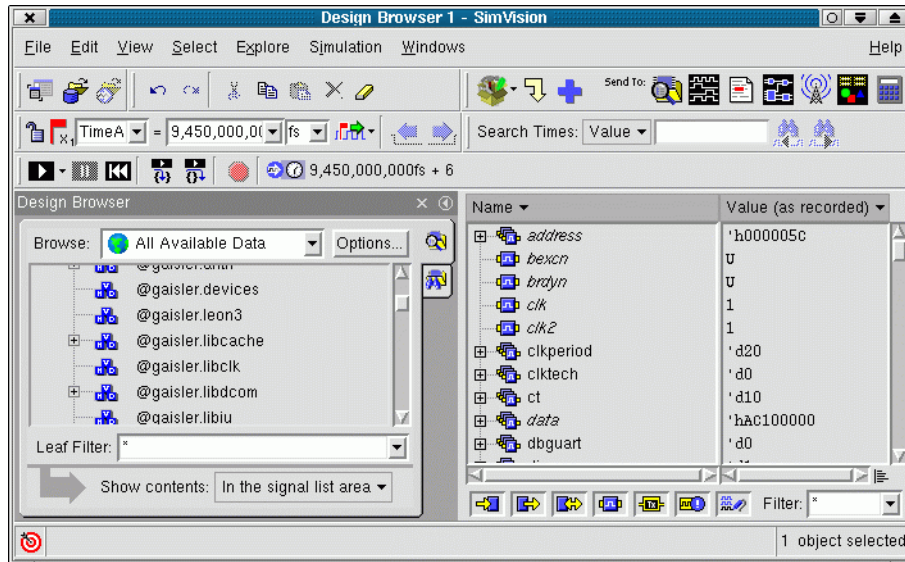 Design Browser 1 - SimVision
File Edit View Select Explore Simulation Windows Help
Send To:
TimeA = 9,450,000,0( fs Search Times: Value
9,450,000,000fs + 6
Design Browser
Browse: All Available Data Options...
@gaisler.devices
@gaisler.leon3
@gaisler.libcache
@gaisler.libclk
@gaisler.libdcom
@gaisler.libiu
Leaf Filter: *
Show contents: In the signal list area
Name Value (as recorded)
address 'h000005C
bexcn U
brdyn U
clk 1
clk2 1
clkperiod 'd20
clktech 'd0
ct 'd10
data 'hAC100000
dbguart 'd0
Filter: *
1 object selected